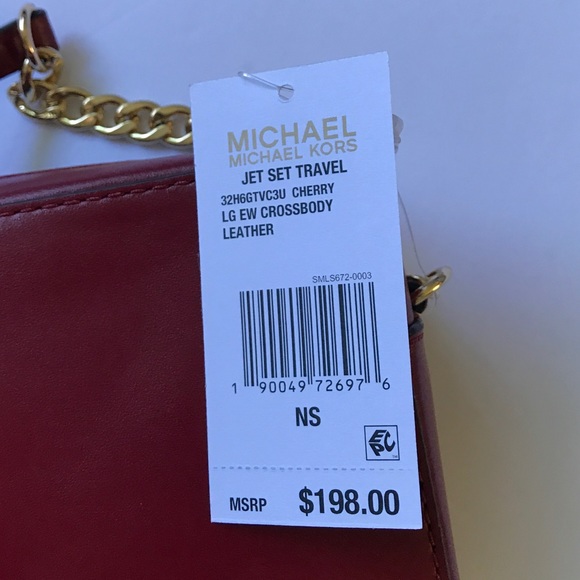 MICHAEL
MICHAEL KORS
JET SET TRAVEL
32H6GTVC3U CHERRY
LG EW CROSSBODY
LEATHER
SMLS672-0003
1 90049 72697 6
NS
EPC
MSRP $198.00